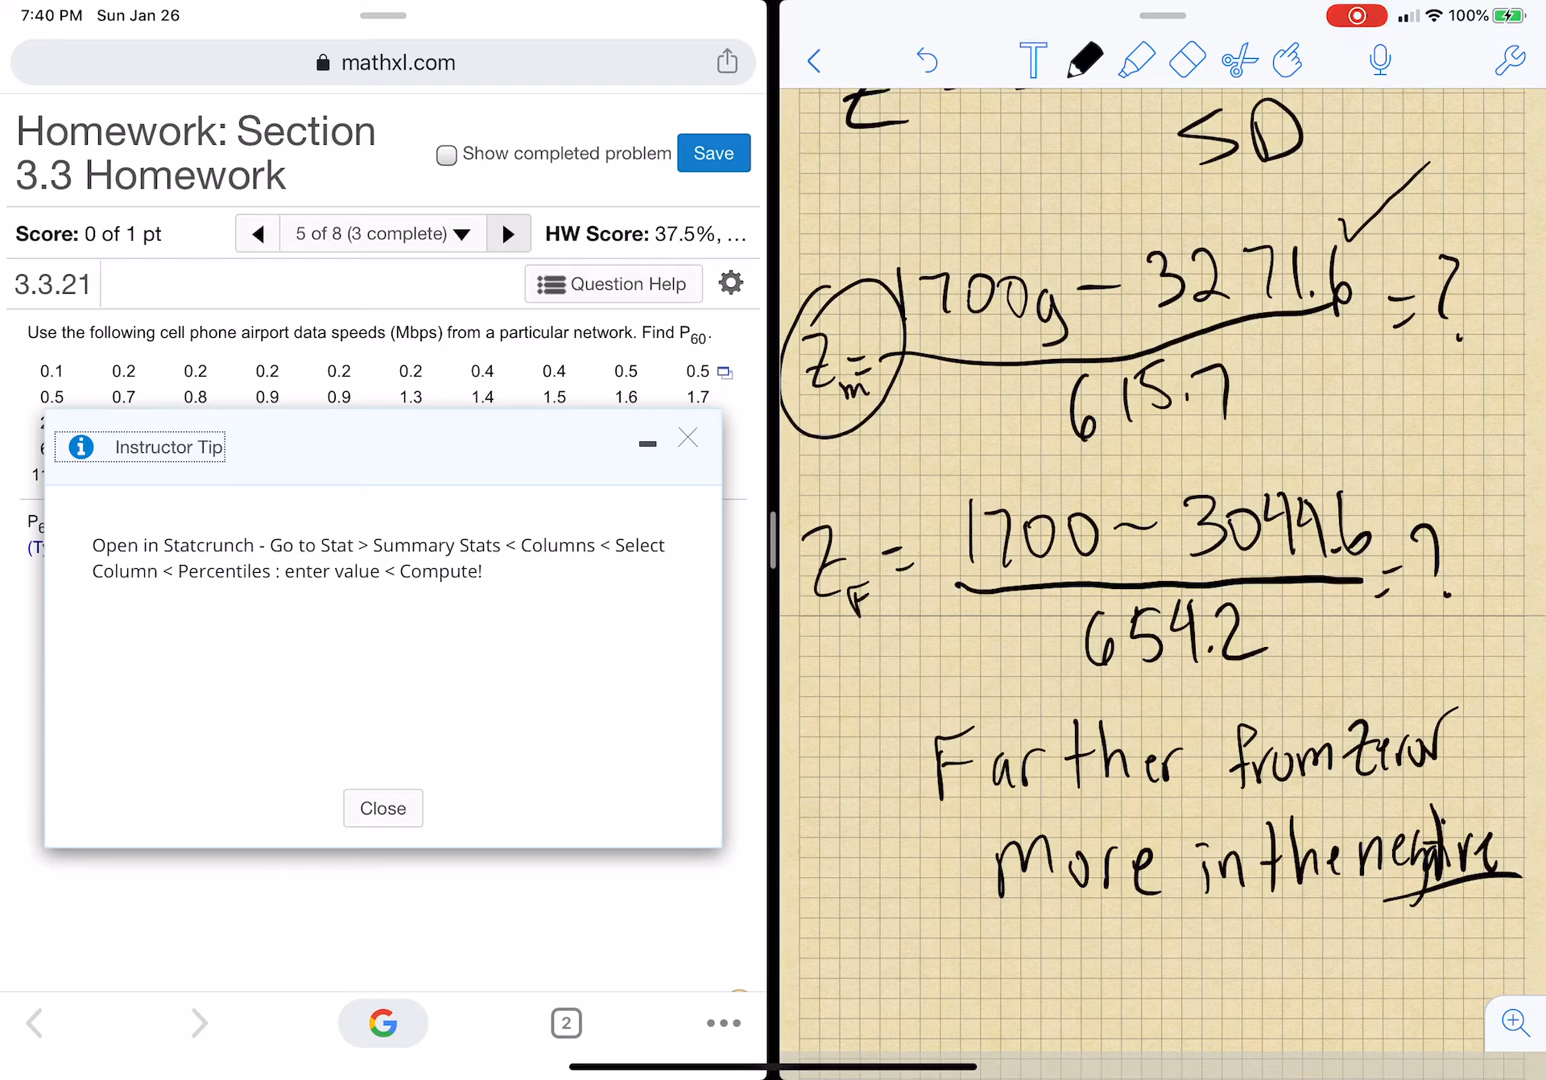 7:40 PM Sun Jan 26
100%
mathxl.com
Homework: Section
3.3 Homework
Show completed problem
Save
Score: 0 of 1 pt
5 of 8 (3 complete)
HW Score: 37.5%, ...
3.3.21
Question Help
Use the following cell phone airport data speeds (Mbps) from a particular network. Find P60.
0.1 0.2 0.2 0.2 0.2 0.2 0.4 0.4 0.5 0.5
0.5 0.7 0.8 0.9 0.9 1.3 1.4 1.5 1.6 1.7
11
P6
(T
Instructor Tip
Open in Statcrunch - Go to Stat > Summary Stats < Columns < Select
Column < Percentiles : enter value < Compute!
Close
2
T
Z
SD
Zm = 1700g - 3271.6 = ?
615.7
ZF = 1700 - 3044.6 = ?
654.2
Farther from zero
more in the negative